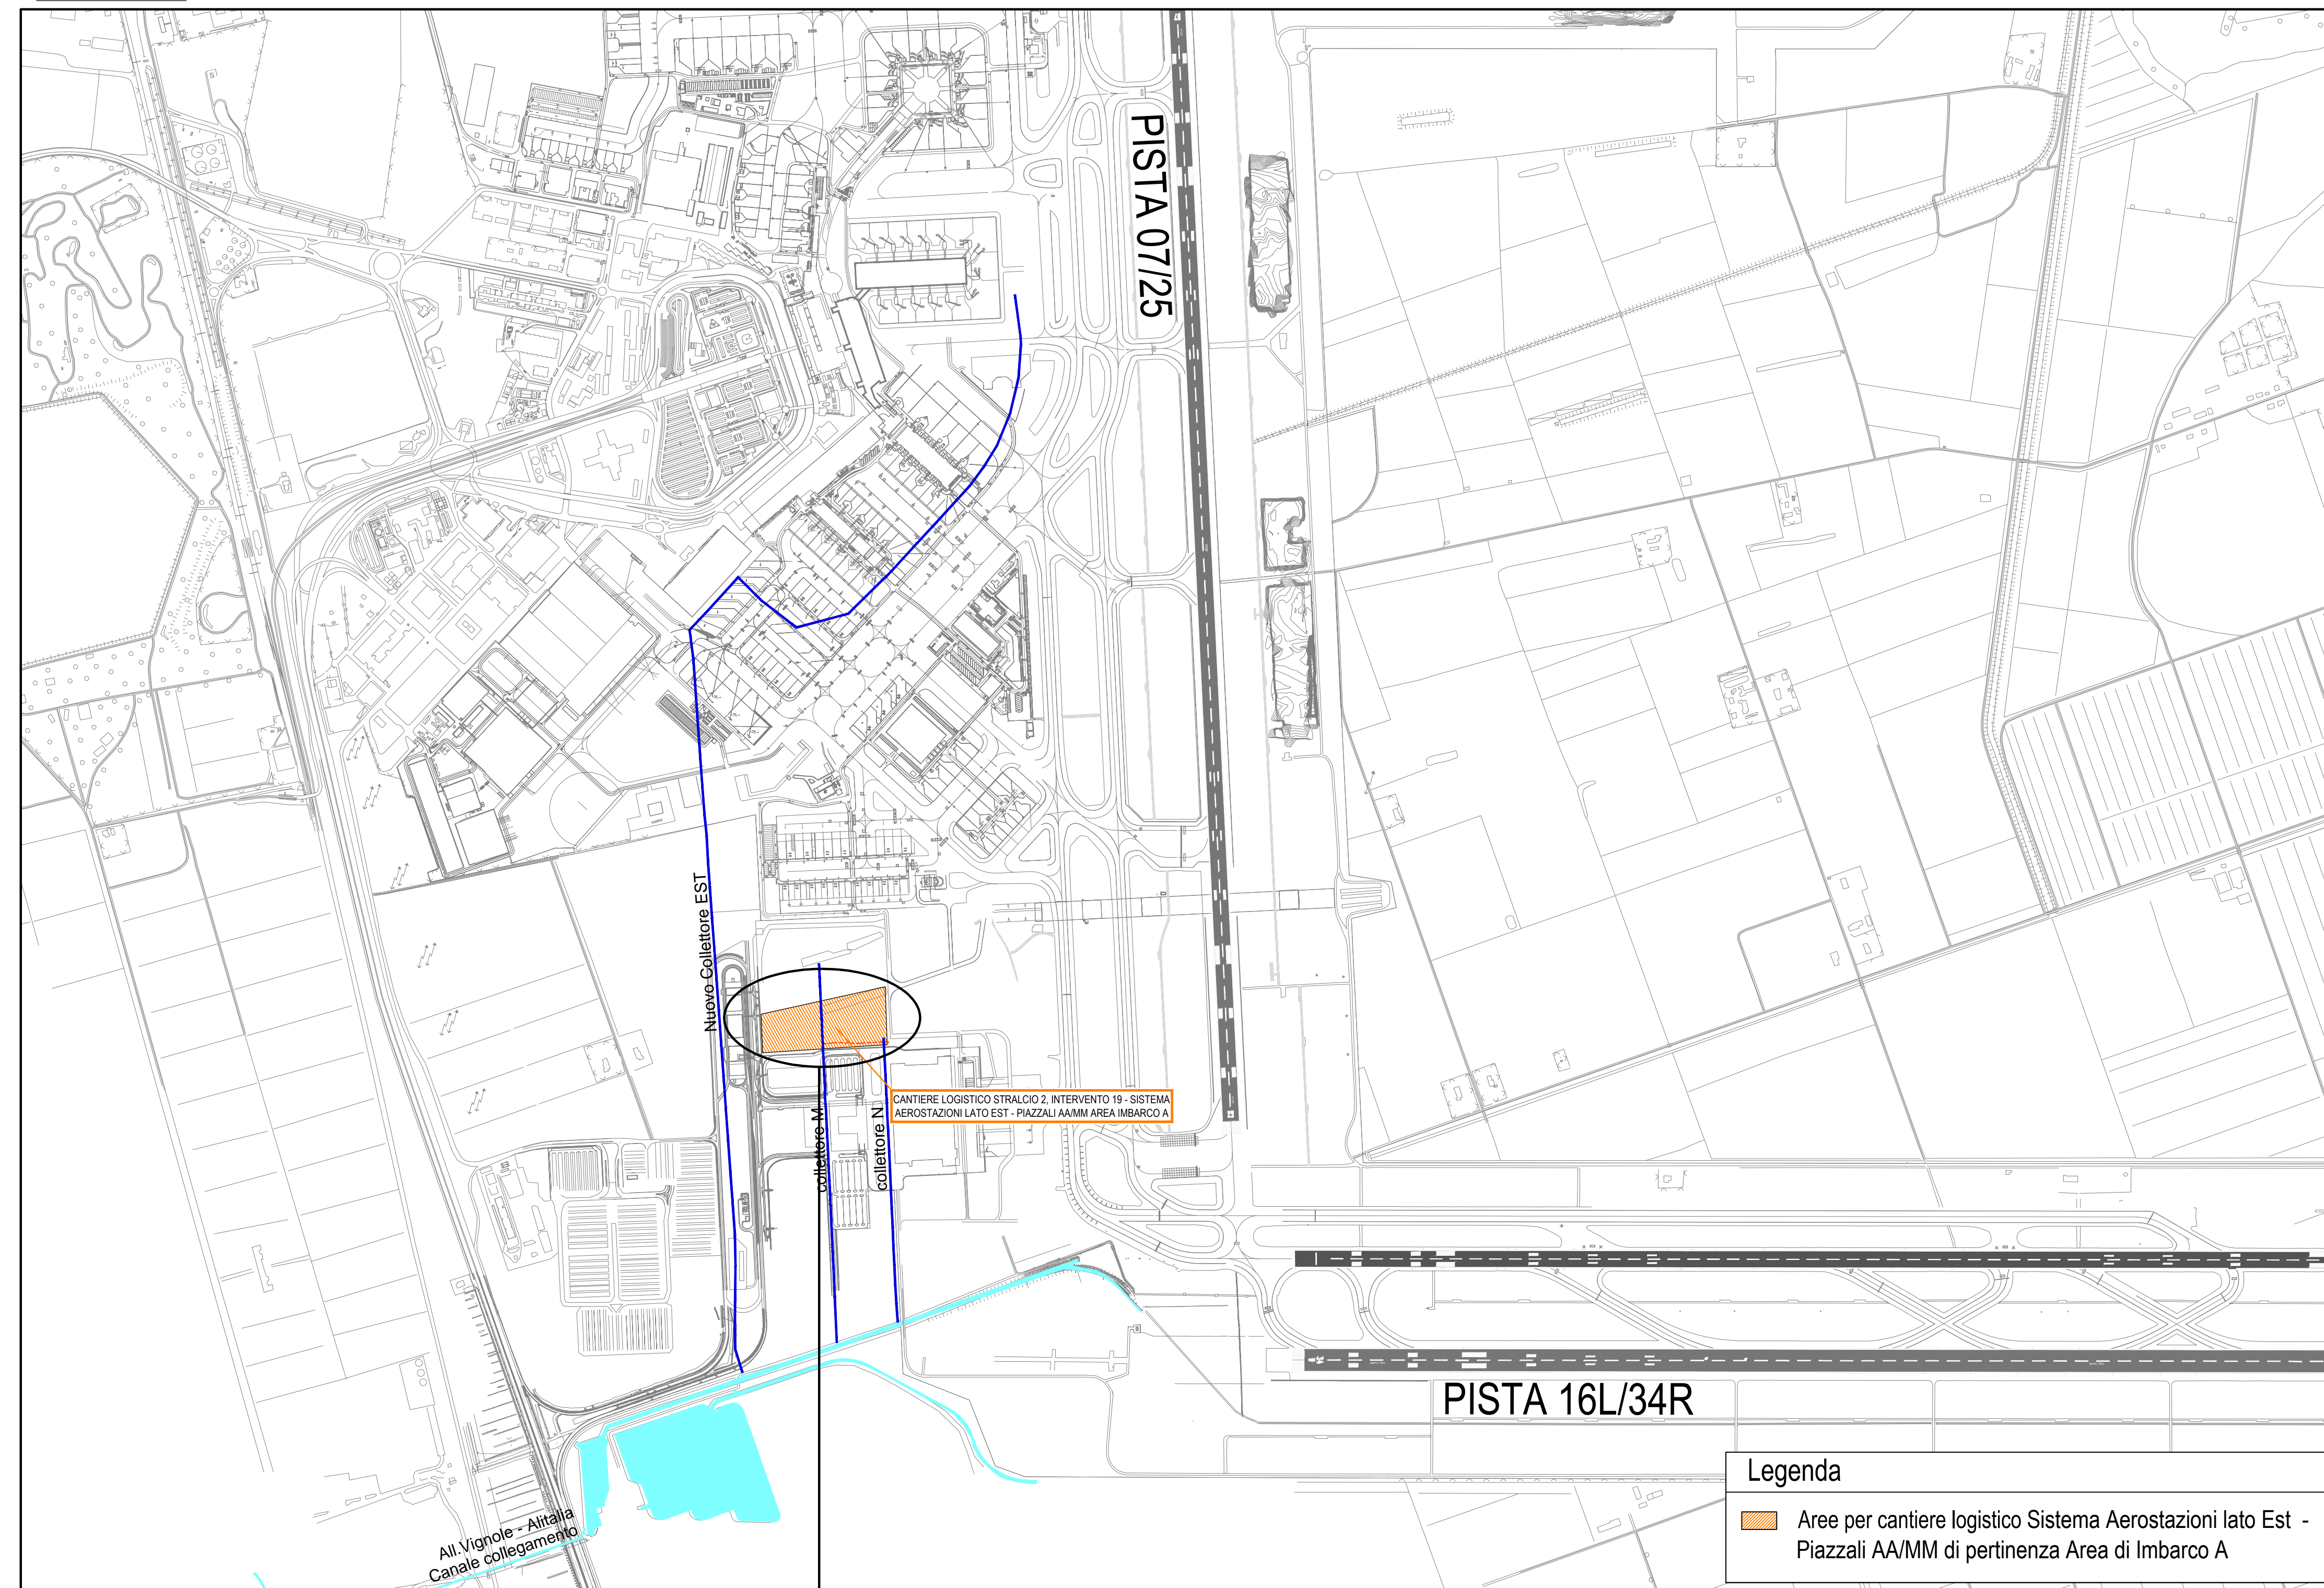 PISTA 07/25
Nuovo Collettore EST
CANTIERE LOGISTICO STRALCIO 2, INTERVENTO 19 - SISTEMA
AEROSTAZIONI LATO EST - PIAZZALI AA/MM AREA IMBARCO A
collettore M
collettore N
PISTA 16L/34R
All.Vignole - Alitalia
Canale collegamento
Legenda
Aree per cantiere logistico Sistema Aerostazioni lato Est -
Piazzali AA/MM di pertinenza Area di Imbarco A